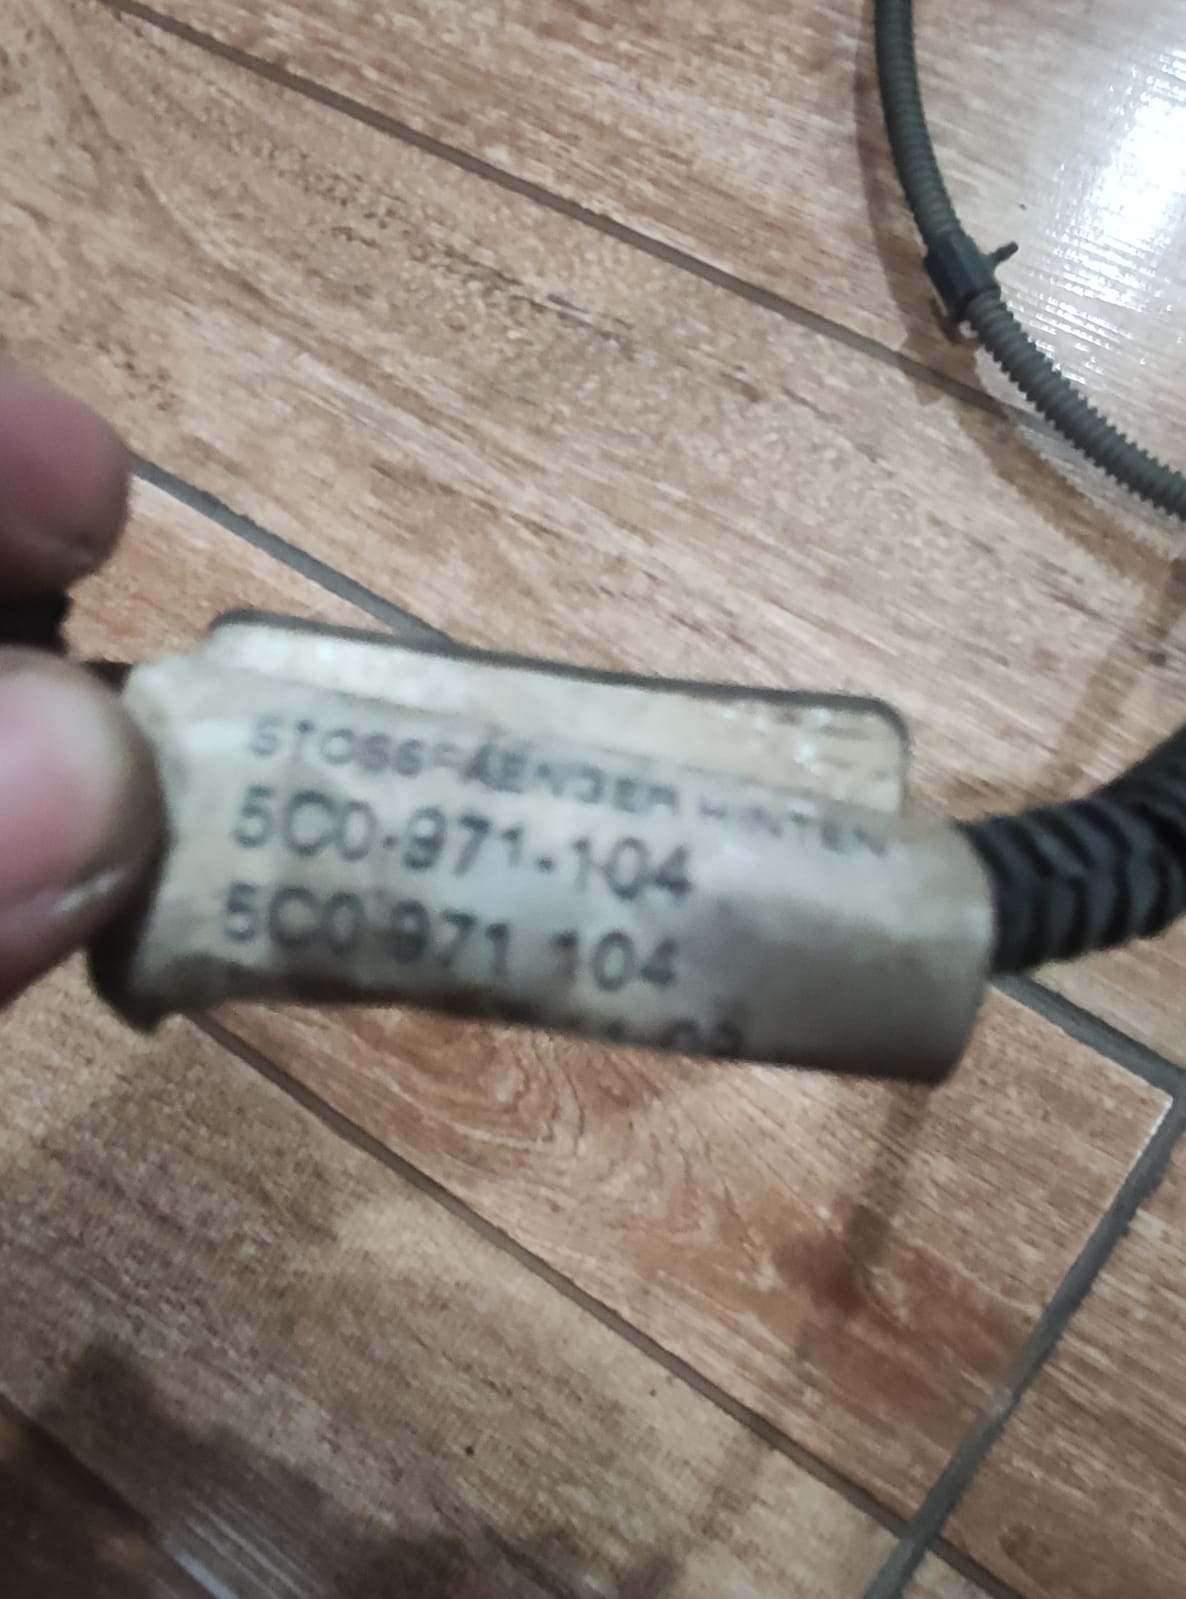 STOSSFAENGER HINTEN
5C0-971-104
5C0 971 104